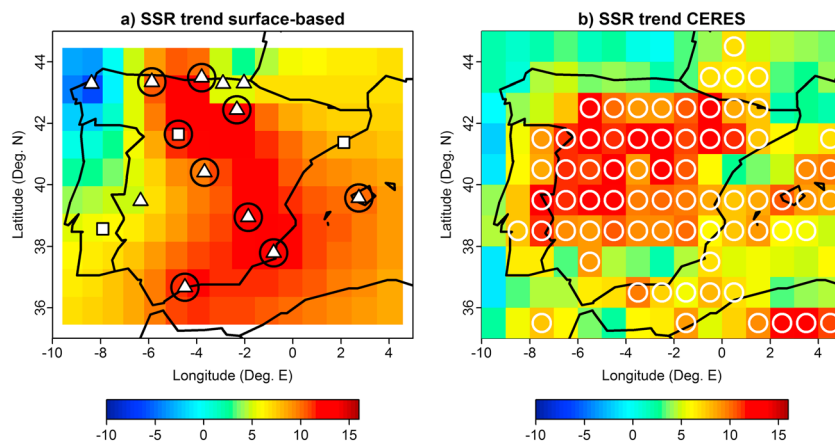 a) SSR trend surface-based
b) SSR trend CERES
Latitude (Deg. N)
44
42
40
38
36
-10 -8 -6 -4 -2 0 2 4
Longitude (Deg. E)
-10 -5 0 5 10 15
Latitude (Deg. N)
44
42
40
38
36
-10 -8 -6 -4 -2 0 2 4
Longitude (Deg. E)
-10 -5 0 5 10 15